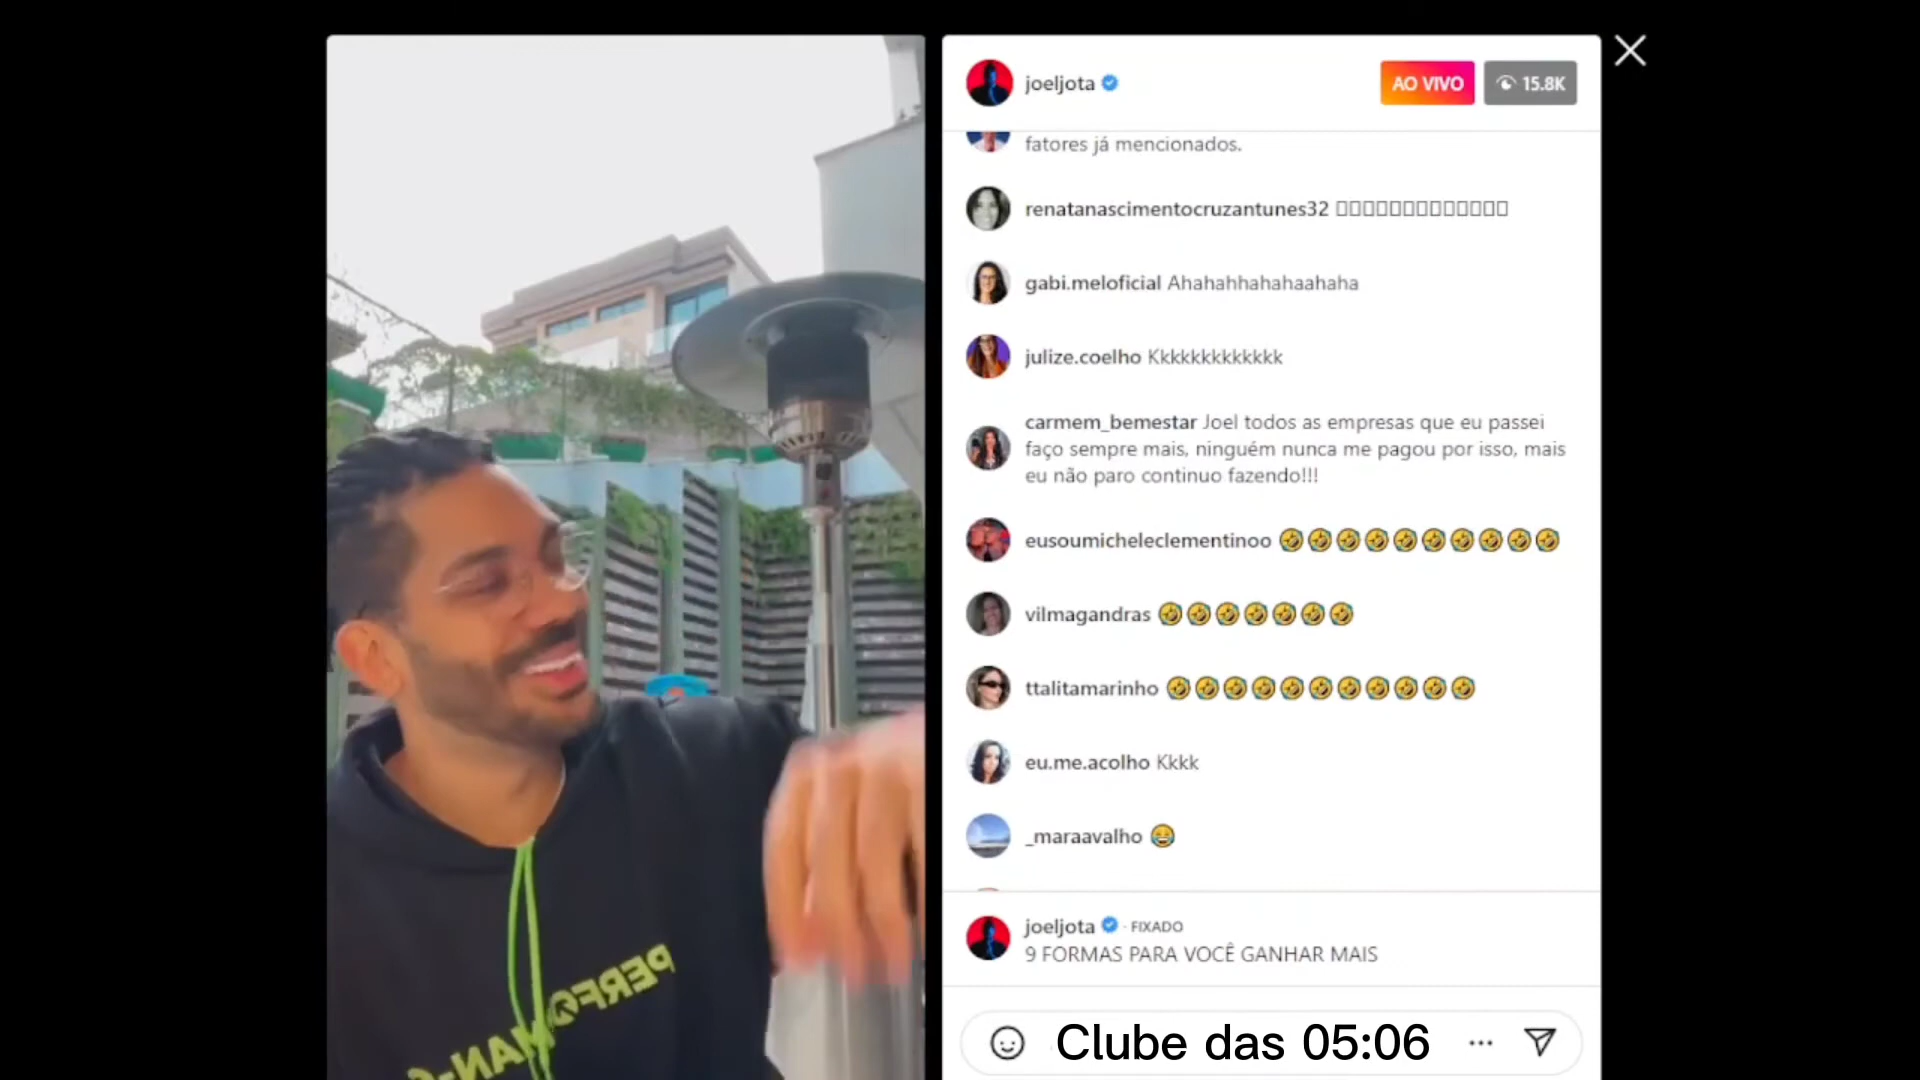 joeljota
AO VIVO
15.8K
fatores já mencionados.
renatanascimentocruzantunes32
gabi.meloficial Ahahahhahahaahaha
julize.coelho Kkkkkkkkkkkkk
carmem_bemestar Joel todos as empresas que eu passei
faço sempre mais, ninguém nunca me pagou por isso, mais
eu não paro continuo fazendo!!!
eusoumicheleclementinoo 🤣🤣🤣🤣🤣🤣🤣🤣🤣🤣
vilmagandras 🤣🤣🤣🤣🤣🤣🤣
ttalitamarinho 🤣🤣🤣🤣🤣🤣🤣🤣🤣🤣🤣
eu.me.acolho Kkkk
_maraavalho 😂
joeljota · FIXADO
9 FORMAS PARA VOCÊ GANHAR MAIS
Clube das 05:06